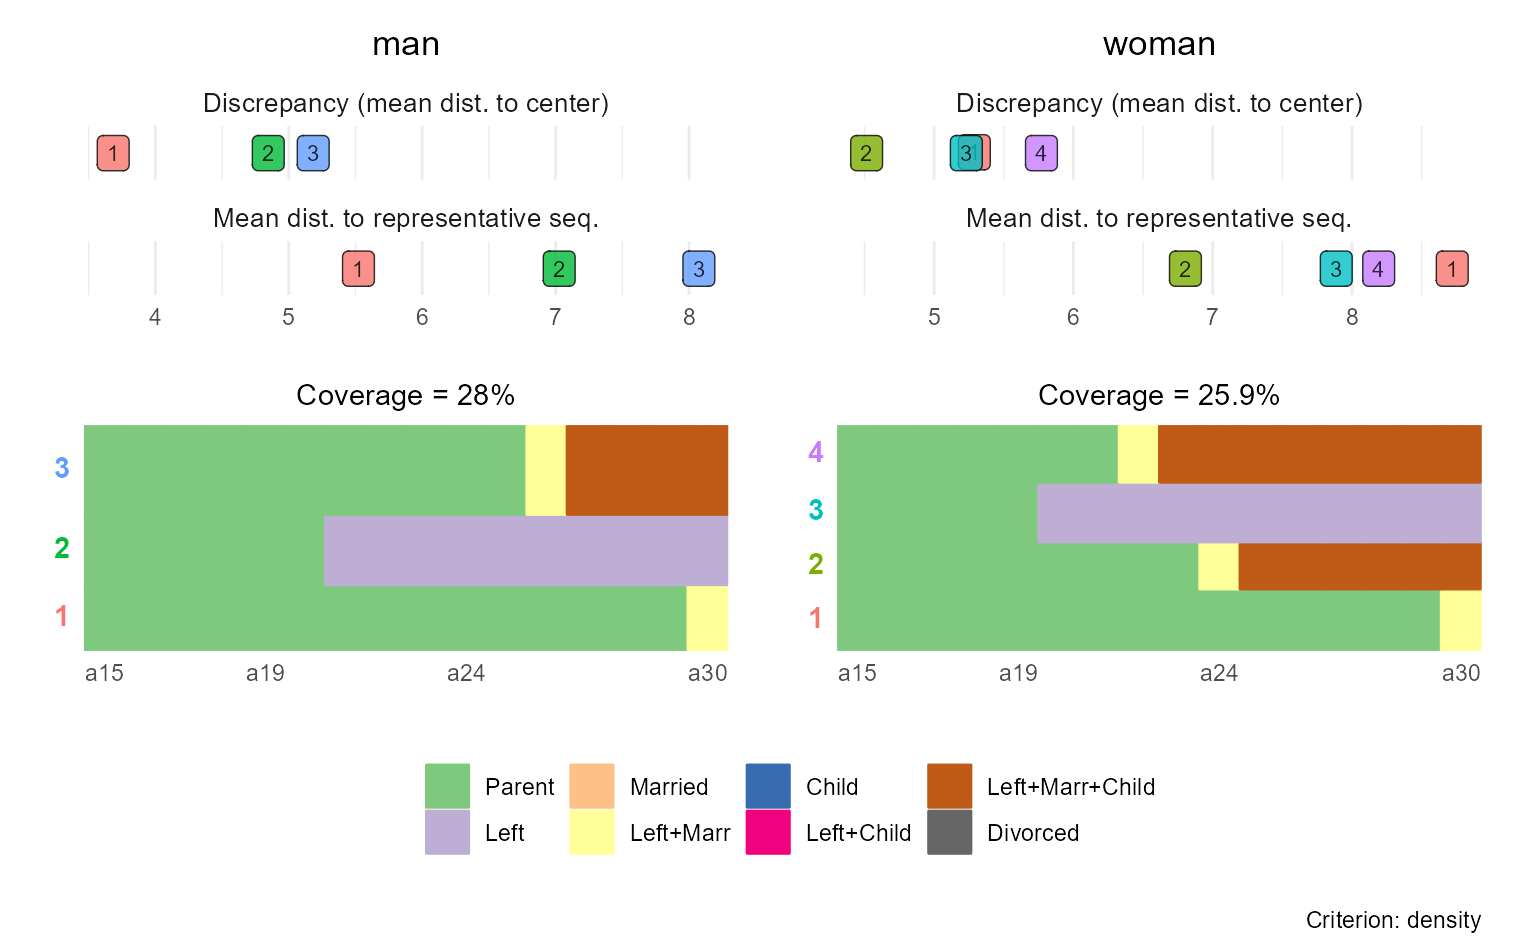 man
woman
Discrepancy (mean dist. to center)
Discrepancy (mean dist. to center)
1 2 3
2 3 1 4
Mean dist. to representative seq.
Mean dist. to representative seq.
1 2 3
2 3 4 1
4 5 6 7 8
5 6 7 8
Coverage = 28%
Coverage = 25.9%
3
2
1
4
3
2
1
a15 a19 a24 a30
a15 a19 a24 a30
Parent Married Child Left+Marr+Child
Left Left+Marr Left+Child Divorced
Criterion: density